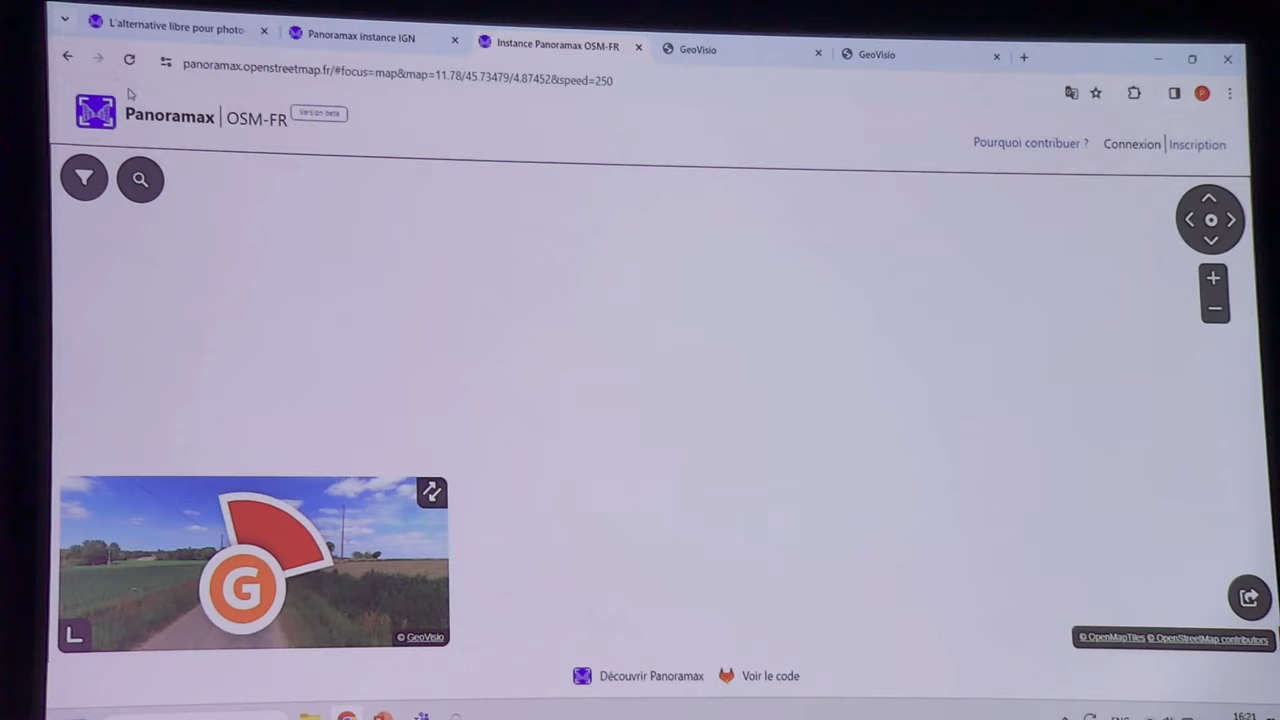 L'alternative libre pour photo
Panoramax instance IGN
Instance Panoramax OSM-FR
GeoVisio
GeoVisio
panoramax.openstreetmap.fr/#focus=map&map=11.78/45.73479/4.87452&speed=250
P
Panoramax | OSM-FR
Version beta
Pourquoi contribuer ?
Connexion | Inscription
G
© GeoVisio
© OpenMapTiles © OpenStreetMap contributors
Découvrir Panoramax
Voir le code
16:21